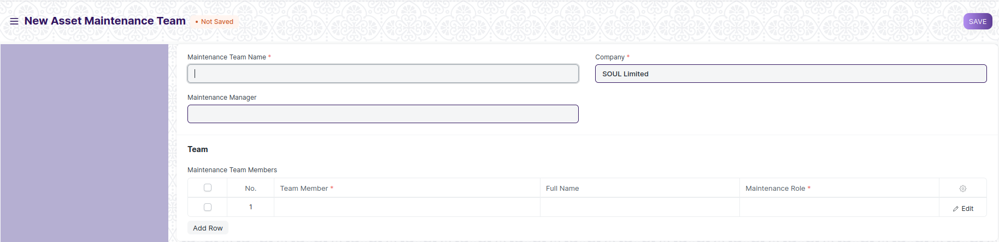 New Asset Maintenance Team • Not Saved SAVE
Maintenance Team Name * Company *
SOUL Limited
Maintenance Manager
Team
Maintenance Team Members
No. Team Member * Full Name Maintenance Role *
1 Edit
Add Row